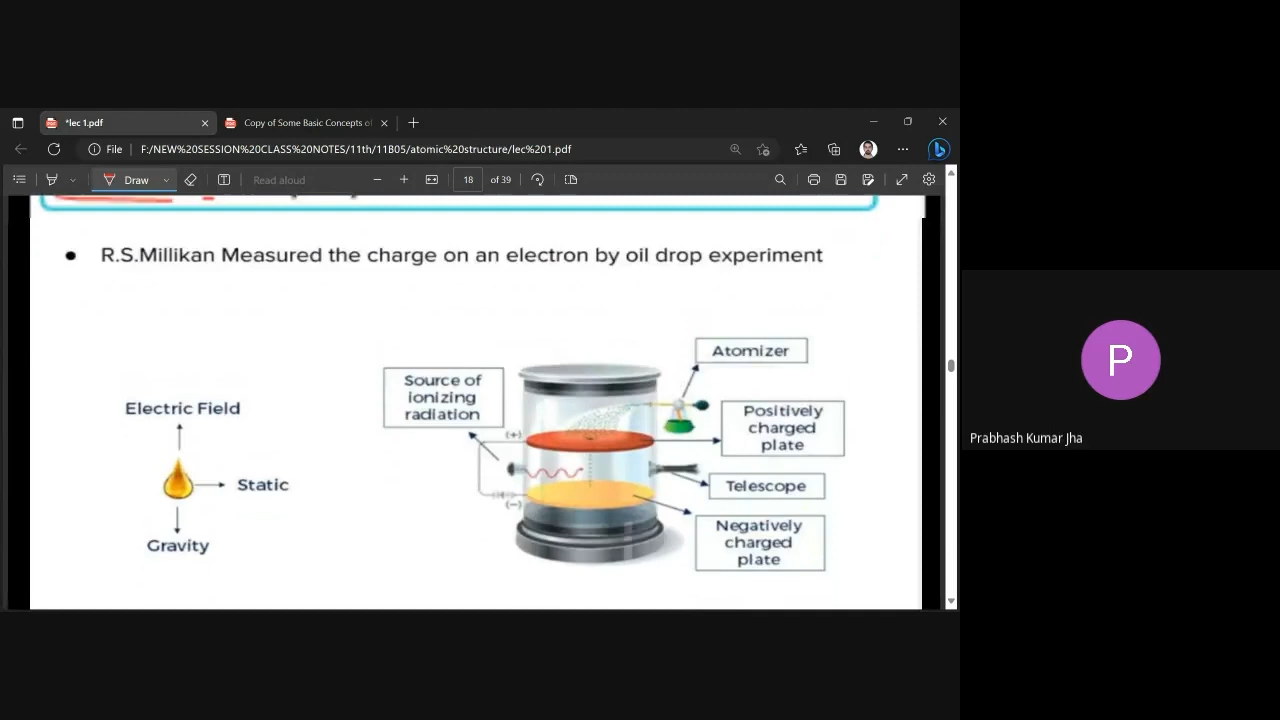 *lec 1.pdf
Copy of Some Basic Concepts o
File
F:/NEW%20SESSION%20CLASS%20NOTES/11th/11B05/atomic%20structure/lec%201.pdf
Draw
Read aloud
18
of 39
R.S.Millikan Measured the charge on an electron by oil drop experiment
Electric Field
Static
Gravity
Source of
ionizing
radiation
(+)
(−)
Atomizer
Positively
charged
plate
Telescope
Negatively
charged
plate
P
Prabhash Kumar Jha